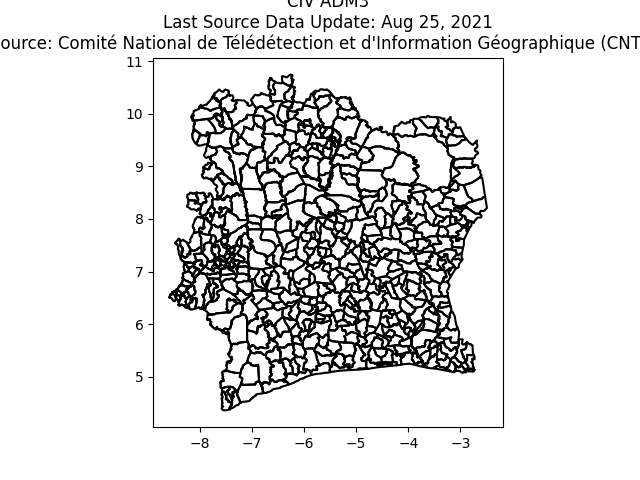 CIV ADM3
Last Source Data Update: Aug 25, 2021
ource: Comité National de Télédétection et d'Information Géographique (CNT
11
10
9
8
7
6
5
−8 −7 −6 −5 −4 −3